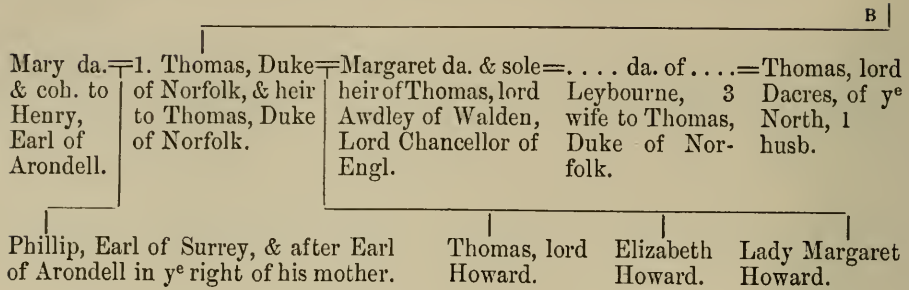 B
Mary da.
& coh. to
Henry,
Earl of
Arondell.
1. Thomas, Duke
of Norfolk, & heir
to Thomas, Duke
of Norfolk.
Margaret da. & sole
heir of Thomas, lord
Awdley of Walden,
Lord Chancellor of
Engl.
=. . . . da. of . . . .
Leybourne, 3
wife to Thomas,
Duke of Nor-
folk.
=Thomas, lord
Dacres, of yᵉ
North, 1
husb.
Phillip, Earl of Surrey, & after Earl
of Arondell in yᵉ right of his mother.
Thomas, lord
Howard.
Elizabeth
Howard.
Lady Margaret
Howard.